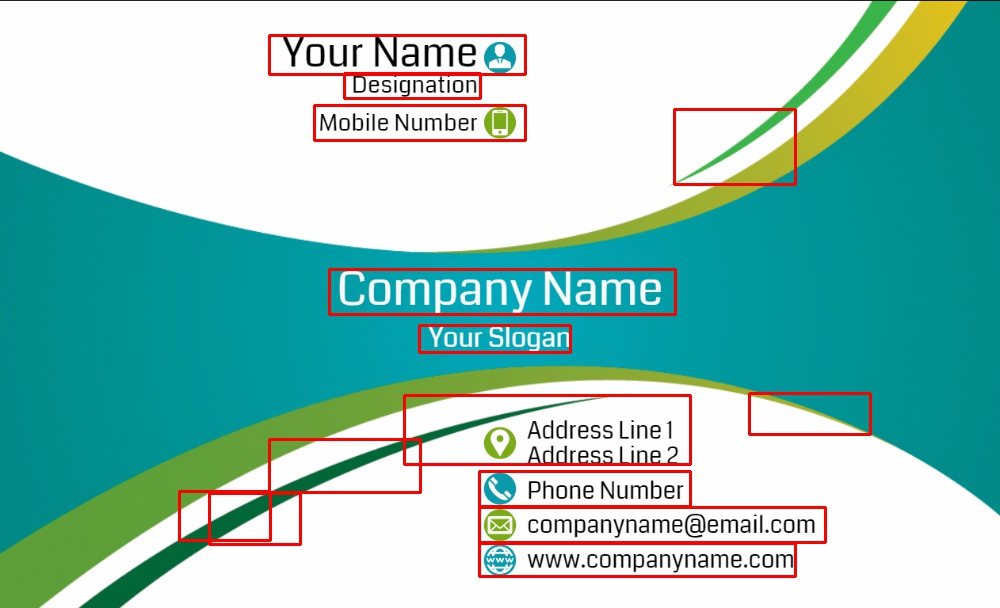 Your Name
Designation
Mobile Number
Company Name
Your Slogan
Address Line 1
Address Line 2
Phone Number
companyname@email.com
www
www.companyname.com